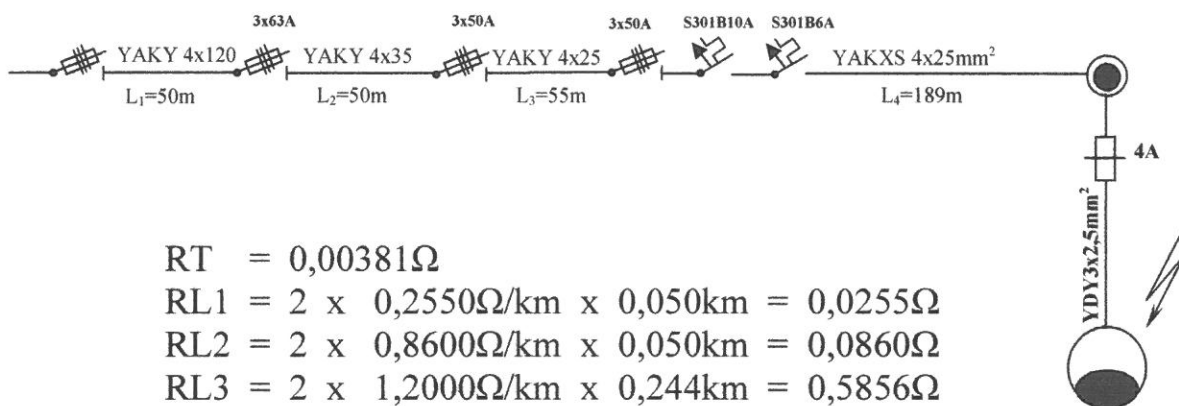 3x63A 3x50A 3x50A S301B10A S301B6A
YAKY 4x120 YAKY 4x35 YAKY 4x25 YAKXS 4x25mm²
L₁=50m L₂=50m L₃=55m L₄=189m
4A
YDY3x2,5mm²
RT = 0,00381Ω
RL1 = 2 x 0,2550Ω/km x 0,050km = 0,0255Ω
RL2 = 2 x 0,8600Ω/km x 0,050km = 0,0860Ω
RL3 = 2 x 1,2000Ω/km x 0,244km = 0,5856Ω